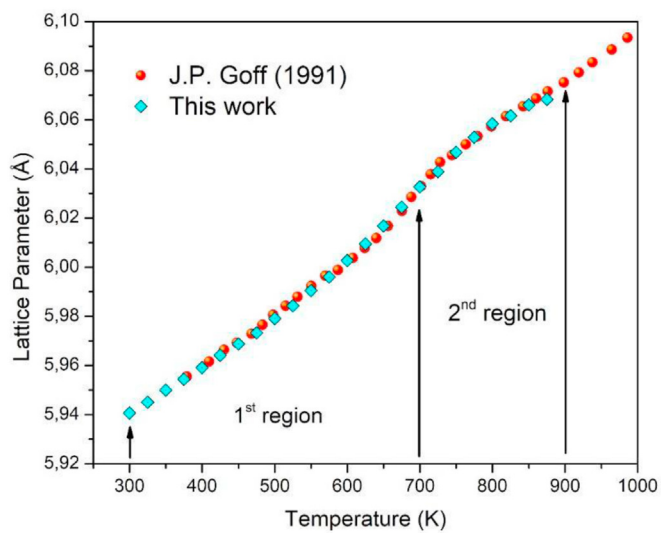 6,10
6,08
6,06
6,04
6,02
6,00
5,98
5,96
5,94
5,92
Lattice Parameter (Å)
J.P. Goff (1991)
This work
1st region
2nd region
300 400 500 600 700 800 900 1000
Temperature (K)